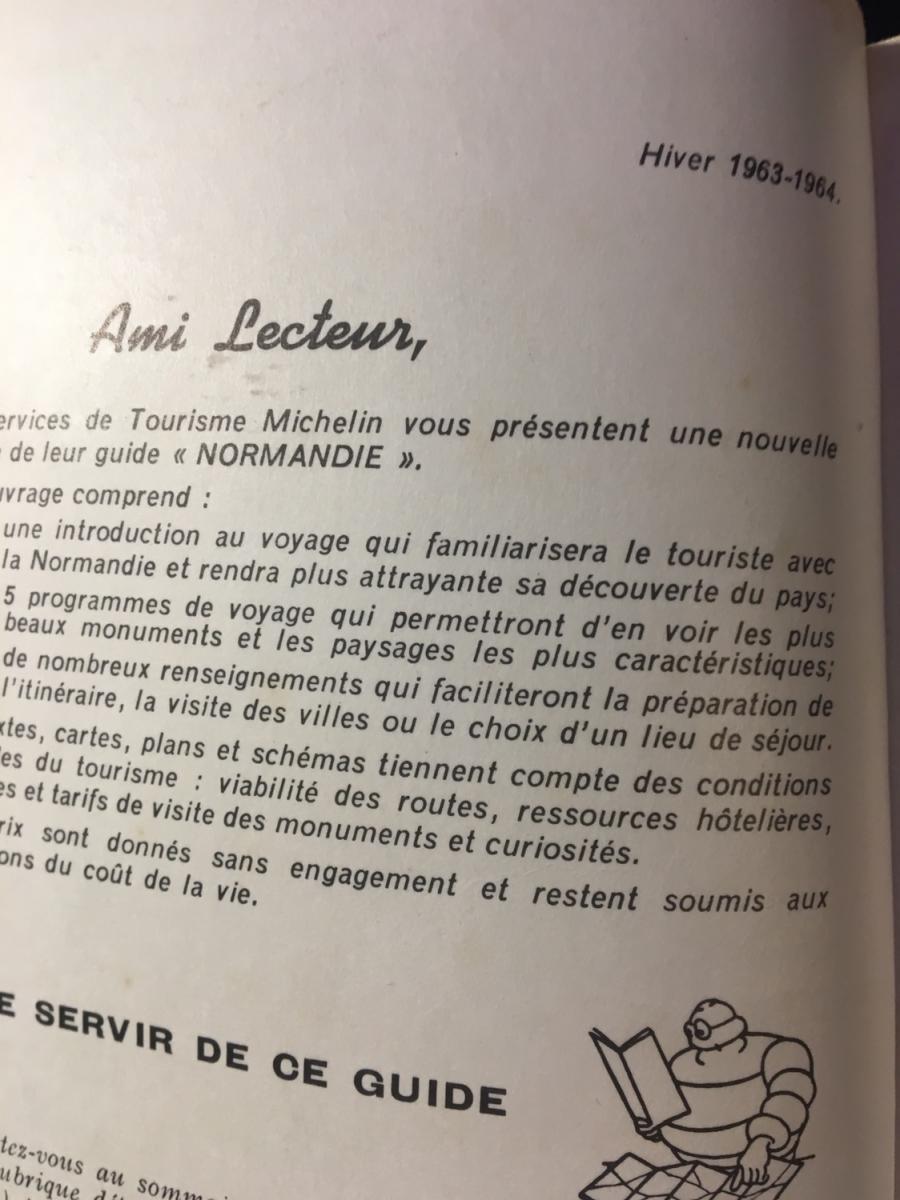 Hiver 1963-1964.
Ami Lecteur,
ervices de Tourisme Michelin vous présentent une nouvelle
de leur guide « NORMANDIE ».
uvrage comprend :
une introduction au voyage qui familiarisera le touriste avec
la Normandie et rendra plus attrayante sa découverte du pays;
5 programmes de voyage qui permettront d'en voir les plus
beaux monuments et les paysages les plus caractéristiques;
de nombreux renseignements qui faciliteront la préparation de
l'itinéraire, la visite des villes ou le choix d'un lieu de séjour.
xtes, cartes, plans et schémas tiennent compte des conditions
es du tourisme : viabilité des routes, ressources hôtelières,
es et tarifs de visite des monuments et curiosités.
rix sont donnés sans engagement et restent soumis aux
ons du coût de la vie.
E SERVIR DE CE GUIDE
tez-vous au somm
ubrique